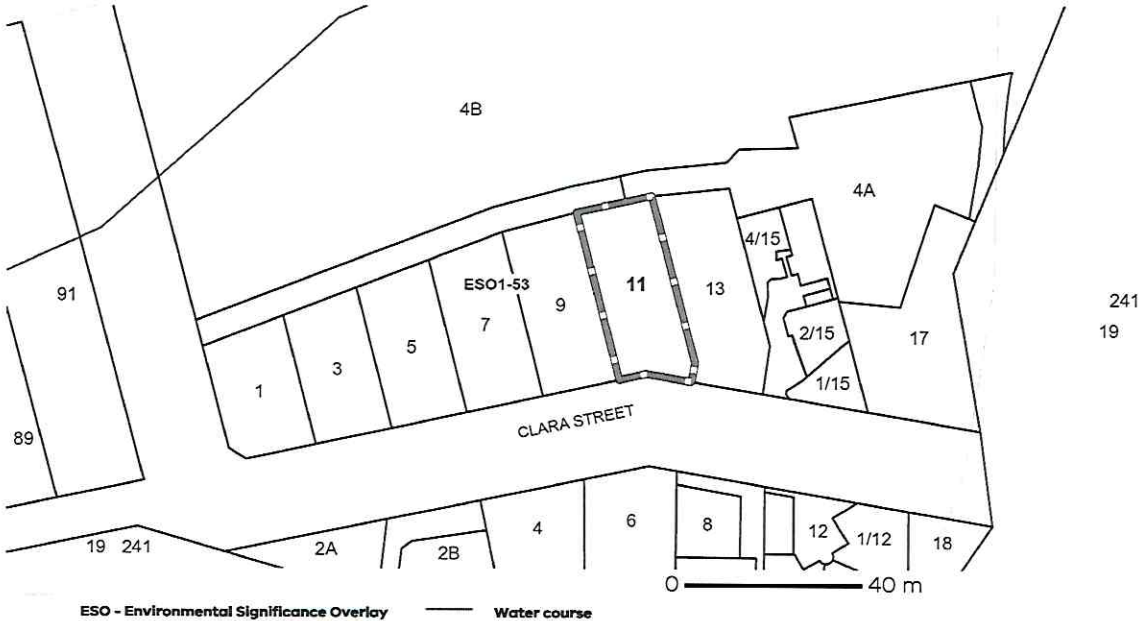 4B
4A
4/15
ESO1-53
11
91
13
9
241
7
2/15
17
19
5
3
1/15
1
CLARA STREET
89
4
6
8
12
1/12
18
19 241
2A
2B
0 40 m
ESO - Environmental Significance Overlay Water course